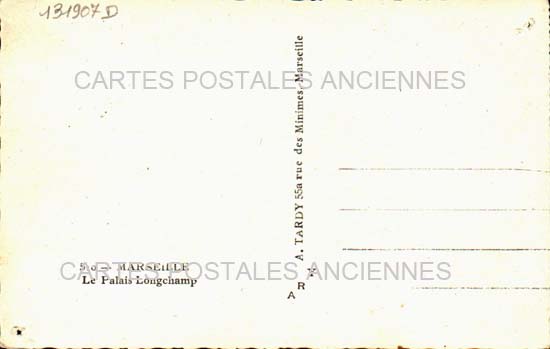 131907 D
CARTES POSTALES ANCIENNES
A. TARDY 55a rue des Minimes, Marseille
MARSEILLE
CARTES POSTALES ANCIENNES
Le Palais Longchamp
A R